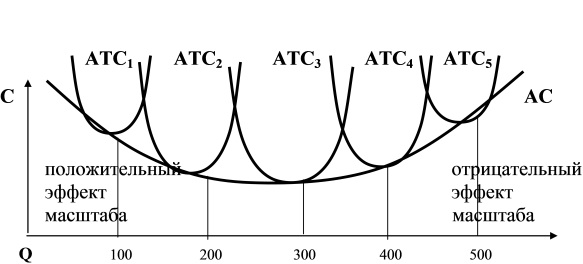 ATC1 ATC2 ATC3 ATC4 ATC5
C
AC
положительный
эффект
масштаба
отрицательный
эффект
масштаба
Q 100 200 300 400 500